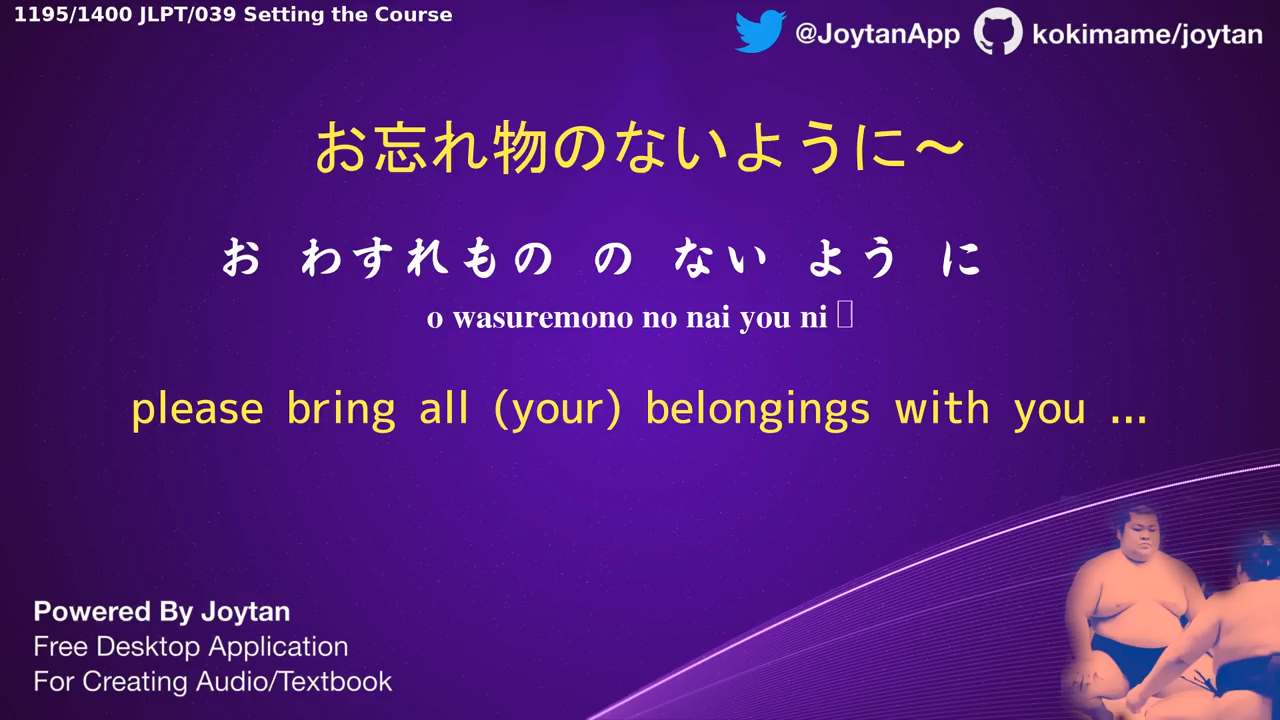 1195/1400 JLPT/039 Setting the Course
@JoytanApp kokimame/joytan
お忘れ物のないように〜
お わすれもの の ない よう に
o wasuremono no nai you ni
please bring all (your) belongings with you ...
Powered By Joytan
Free Desktop Application
For Creating Audio/Textbook